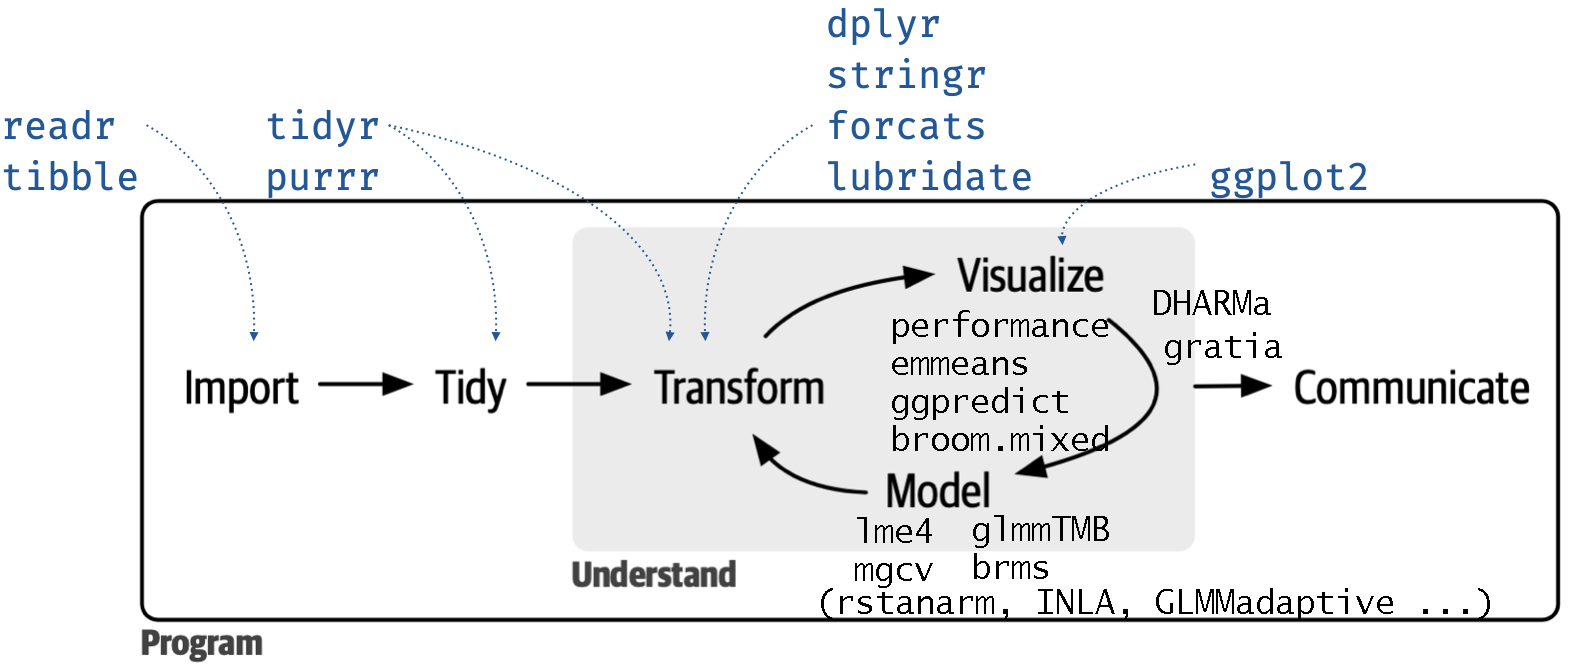 dplyr
stringr
readr
tidyr
forcats
tibble
purrr
lubridate
ggplot2
Visualize
DHARMa
performance
gratia
emmeans
Import
Tidy
Transform
ggpredict
Communicate
broom.mixed
Model
lme4
glmmTMB
mgcv
brms
Understand
(rstanarm, INLA, GLMMadaptive ...)
Program